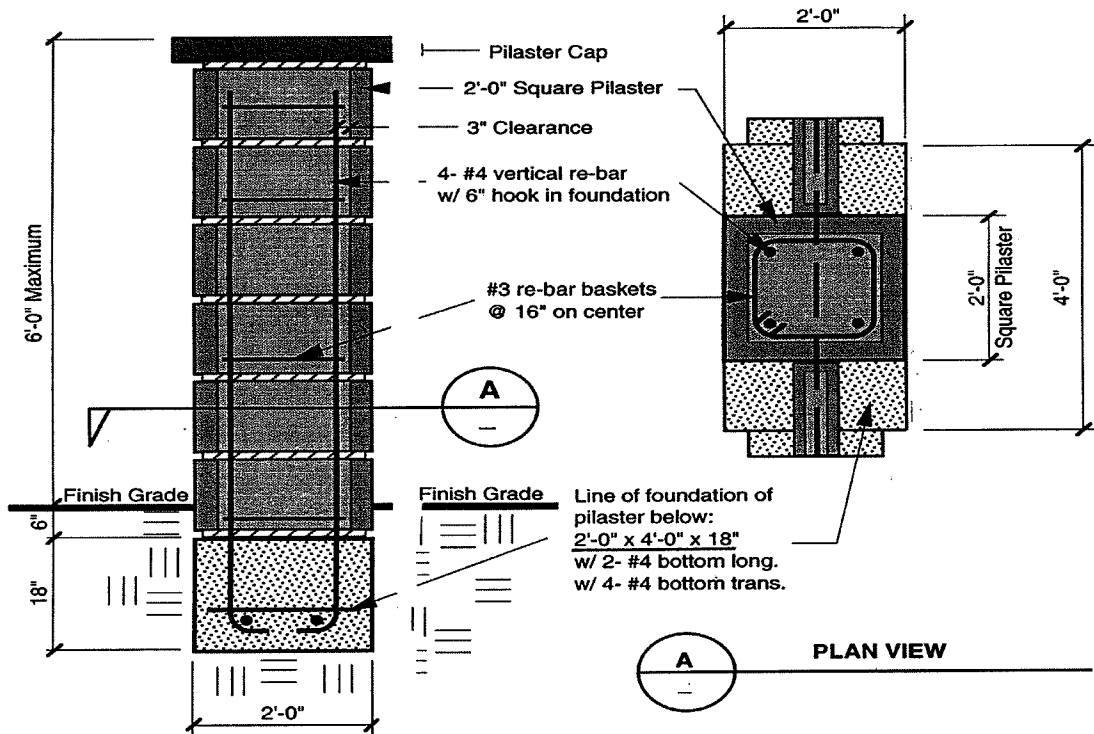 2'-0"
Pilaster Cap
2'-0" Square Pilaster
3" Clearance
4- #4 vertical re-bar
w/ 6" hook in foundation
#3 re-bar baskets
@ 16" on center
6'-0" Maximum
2'-0"
Square Pilaster
4'-0"
A
Finish Grade
Finish Grade
6"
18"
Line of foundation of
pilaster below:
2'-0" x 4'-0" x 18"
w/ 2- #4 bottom long.
w/ 4- #4 bottom trans.
2'-0"
A
PLAN VIEW